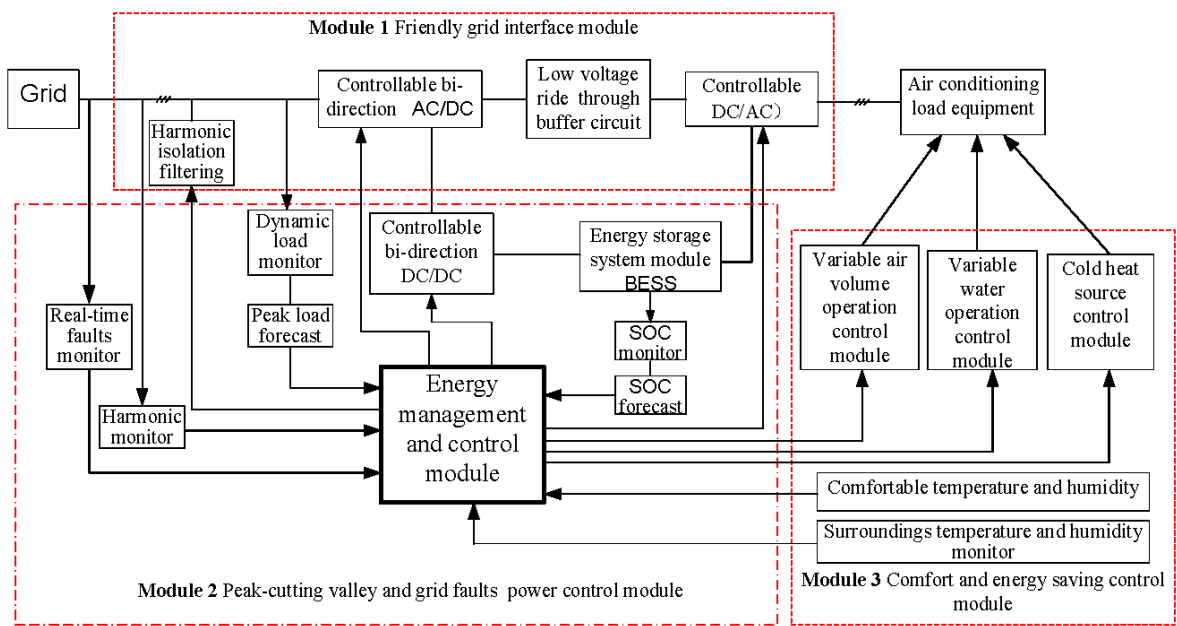 Module 1 Friendly grid interface module
Grid
Controllable bi-
direction AC/DC
Low voltage
ride through
buffer circuit
Controllable
DC/AC）
Air conditioning
load equipment
Harmonic
isolation
filtering
Dynamic
load
monitor
Controllable
bi-direction
DC/DC
Energy storage
system module
BESS
Variable air
volume
operation
control
module
Variable
water
operation
control
module
Cold heat
source
control
module
Real-time
faults
monitor
Peak load
forecast
SOC
monitor
SOC
forecast
Harmonic
monitor
Energy
management
and control
module
Comfortable temperature and humidity
Surroundings temperature and humidity
monitor
Module 2 Peak-cutting valley and grid faults power control module
Module 3 Comfort and energy saving control
module